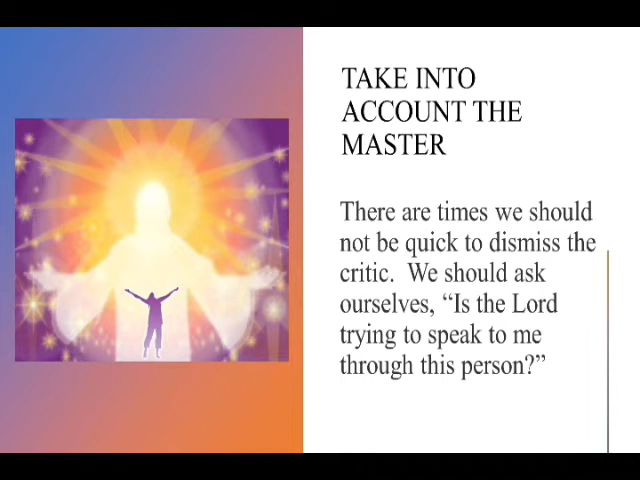 TAKE INTO
ACCOUNT THE
MASTER
There are times we should
not be quick to dismiss the
critic.  We should ask
ourselves, “Is the Lord
trying to speak to me
through this person?”